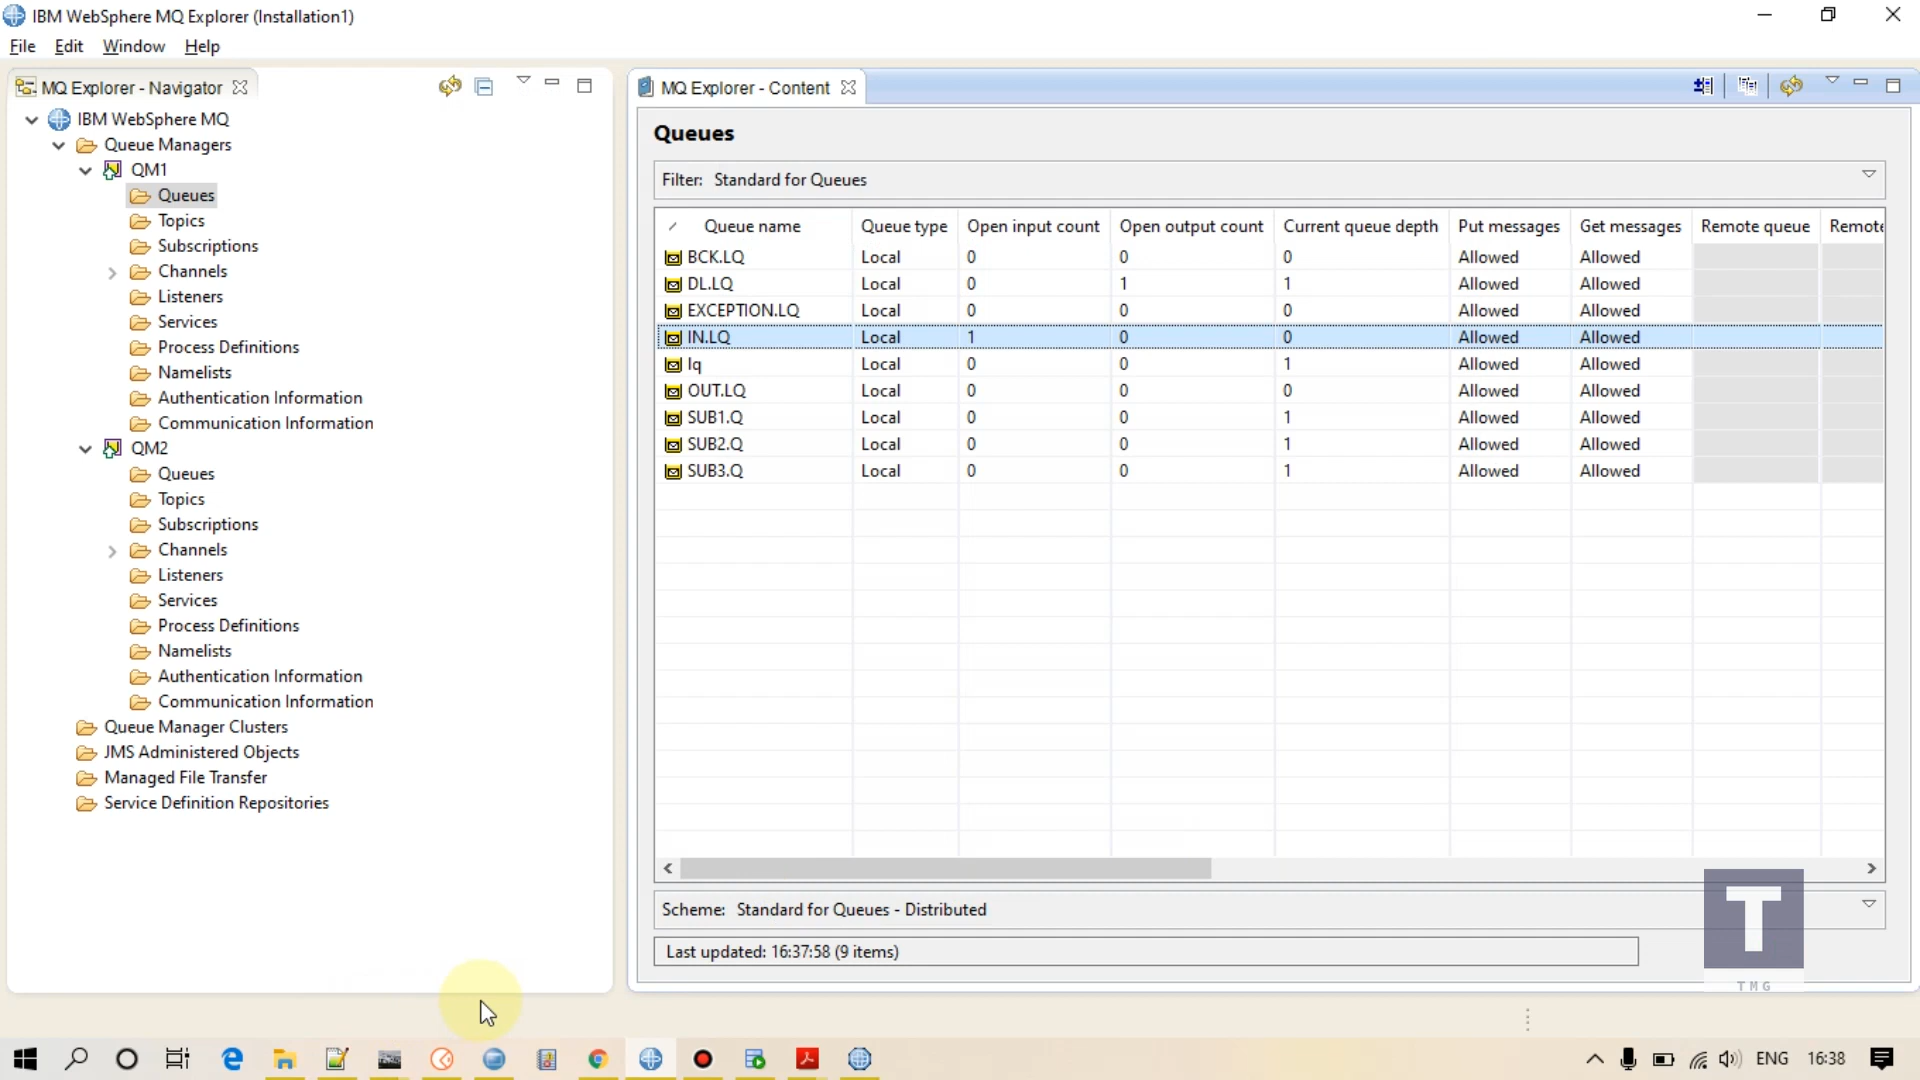 IBM WebSphere MQ Explorer (Installation1)
File Edit Window Help
MQ Explorer - Navigator
IBM WebSphere MQ
Queue Managers
QM1
Queues
Topics
Subscriptions
Channels
Listeners
Services
Process Definitions
Namelists
Authentication Information
Communication Information
QM2
Queues
Topics
Subscriptions
Channels
Listeners
Services
Process Definitions
Namelists
Authentication Information
Communication Information
Queue Manager Clusters
JMS Administered Objects
Managed File Transfer
Service Definition Repositories
MQ Explorer - Content
Queues
Filter: Standard for Queues
Queue name Queue type Open input count Open output count Current queue depth Put messages Get messages Remote queue Remote
BCK.LQ Local 0 0 0 Allowed Allowed
DL.LQ Local 0 1 1 Allowed Allowed
EXCEPTION.LQ Local 0 0 0 Allowed Allowed
IN.LQ Local 1 0 0 Allowed Allowed
lq Local 0 0 1 Allowed Allowed
OUT.LQ Local 0 0 0 Allowed Allowed
SUB1.Q Local 0 0 1 Allowed Allowed
SUB2.Q Local 0 0 1 Allowed Allowed
SUB3.Q Local 0 0 1 Allowed Allowed
Scheme: Standard for Queues - Distributed
Last updated: 16:37:58 (9 items)
T
TMG
ENG 16:38